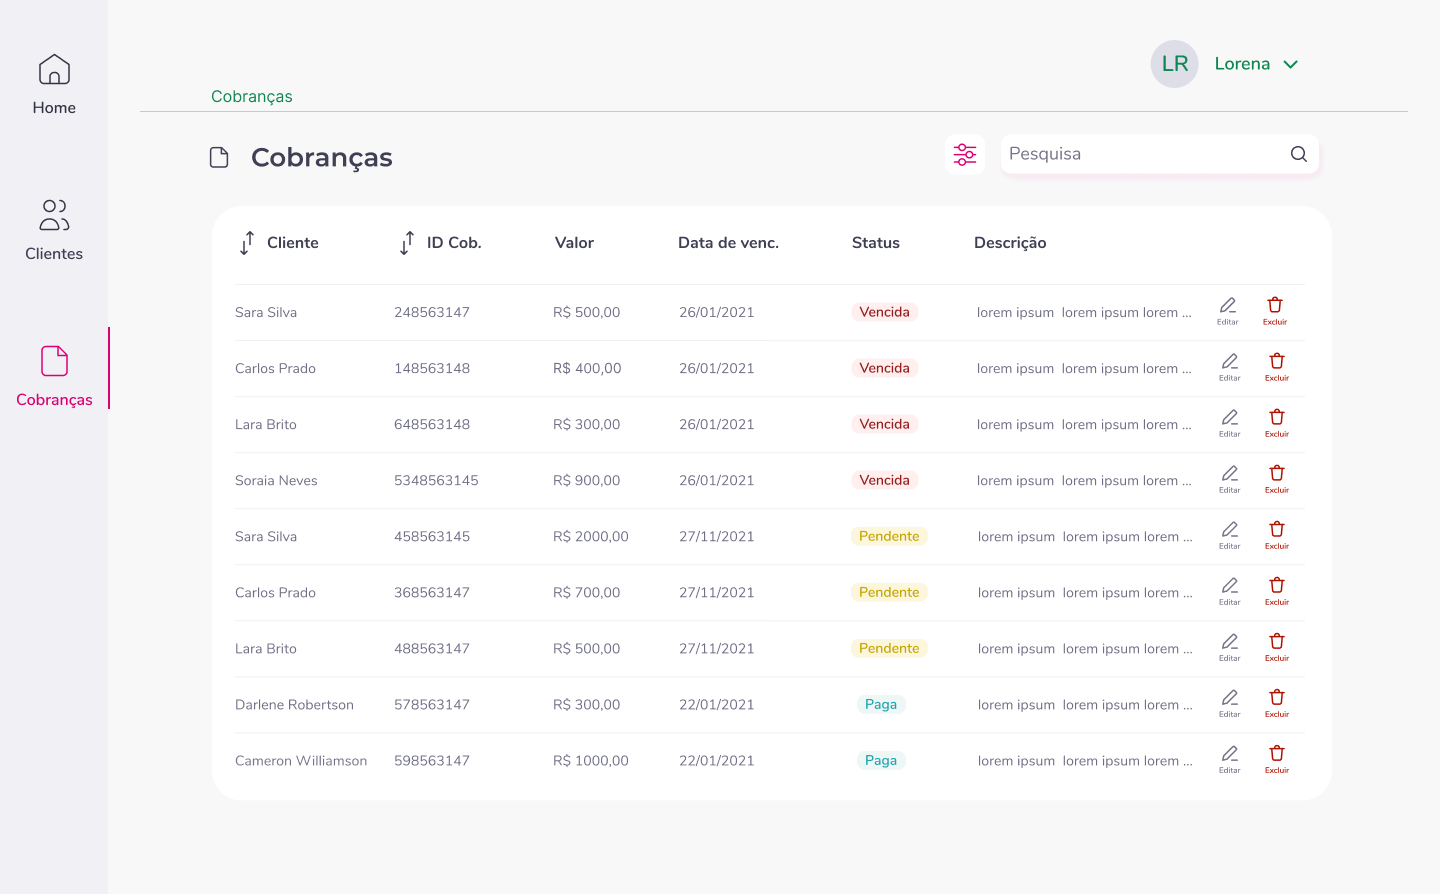 LR Lorena
Cobranças
Home
Clientes
Cobranças
Cobranças
Pesquisa
Cliente ID Cob. Valor Data de venc. Status Descrição
Sara Silva 248563147 R$ 500,00 26/01/2021 Vencida lorem ipsum lorem ipsum lorem ... Editar Excluir
Carlos Prado 148563148 R$ 400,00 26/01/2021 Vencida lorem ipsum lorem ipsum lorem ... Editar Excluir
Lara Brito 648563148 R$ 300,00 26/01/2021 Vencida lorem ipsum lorem ipsum lorem ... Editar Excluir
Soraia Neves 5348563145 R$ 900,00 26/01/2021 Vencida lorem ipsum lorem ipsum lorem ... Editar Excluir
Sara Silva 458563145 R$ 2000,00 27/11/2021 Pendente lorem ipsum lorem ipsum lorem ... Editar Excluir
Carlos Prado 368563147 R$ 700,00 27/11/2021 Pendente lorem ipsum lorem ipsum lorem ... Editar Excluir
Lara Brito 488563147 R$ 500,00 27/11/2021 Pendente lorem ipsum lorem ipsum lorem ... Editar Excluir
Darlene Robertson 578563147 R$ 300,00 22/01/2021 Paga lorem ipsum lorem ipsum lorem ... Editar Excluir
Cameron Williamson 598563147 R$ 1000,00 22/01/2021 Paga lorem ipsum lorem ipsum lorem ... Editar Excluir